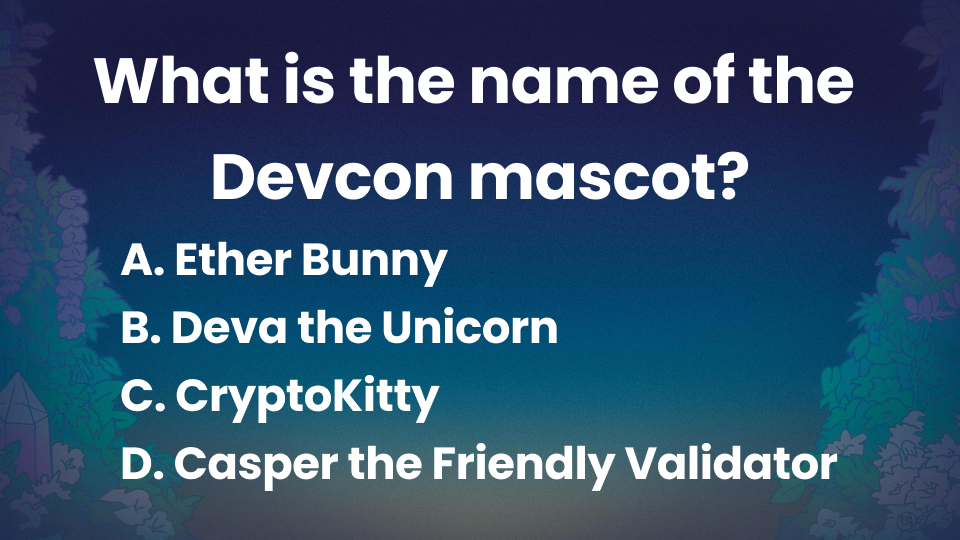 What is the name of the
Devcon mascot?
A. Ether Bunny
B. Deva the Unicorn
C. CryptoKitty
D. Casper the Friendly Validator